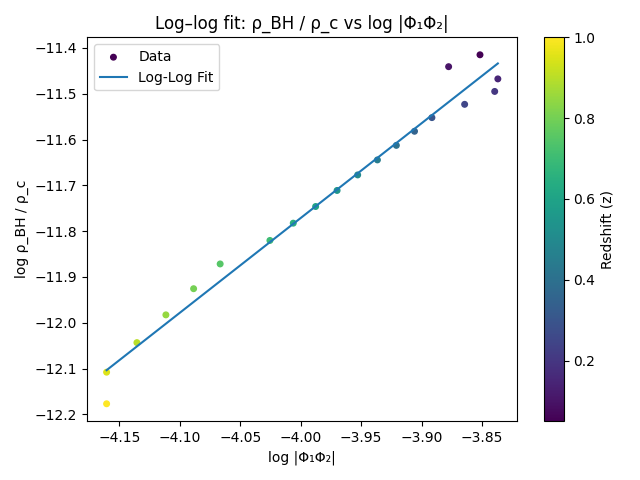 Log–log fit: ρ_BH / ρ_c vs log |Φ₁Φ₂|
Data
Log-Log Fit
log ρ_BH / ρ_c
−11.4
−11.5
−11.6
−11.7
−11.8
−11.9
−12.0
−12.1
−12.2
−4.15 −4.10 −4.05 −4.00 −3.95 −3.90 −3.85
log |Φ₁Φ₂|
1.0
0.8
0.6
0.4
0.2
Redshift (z)